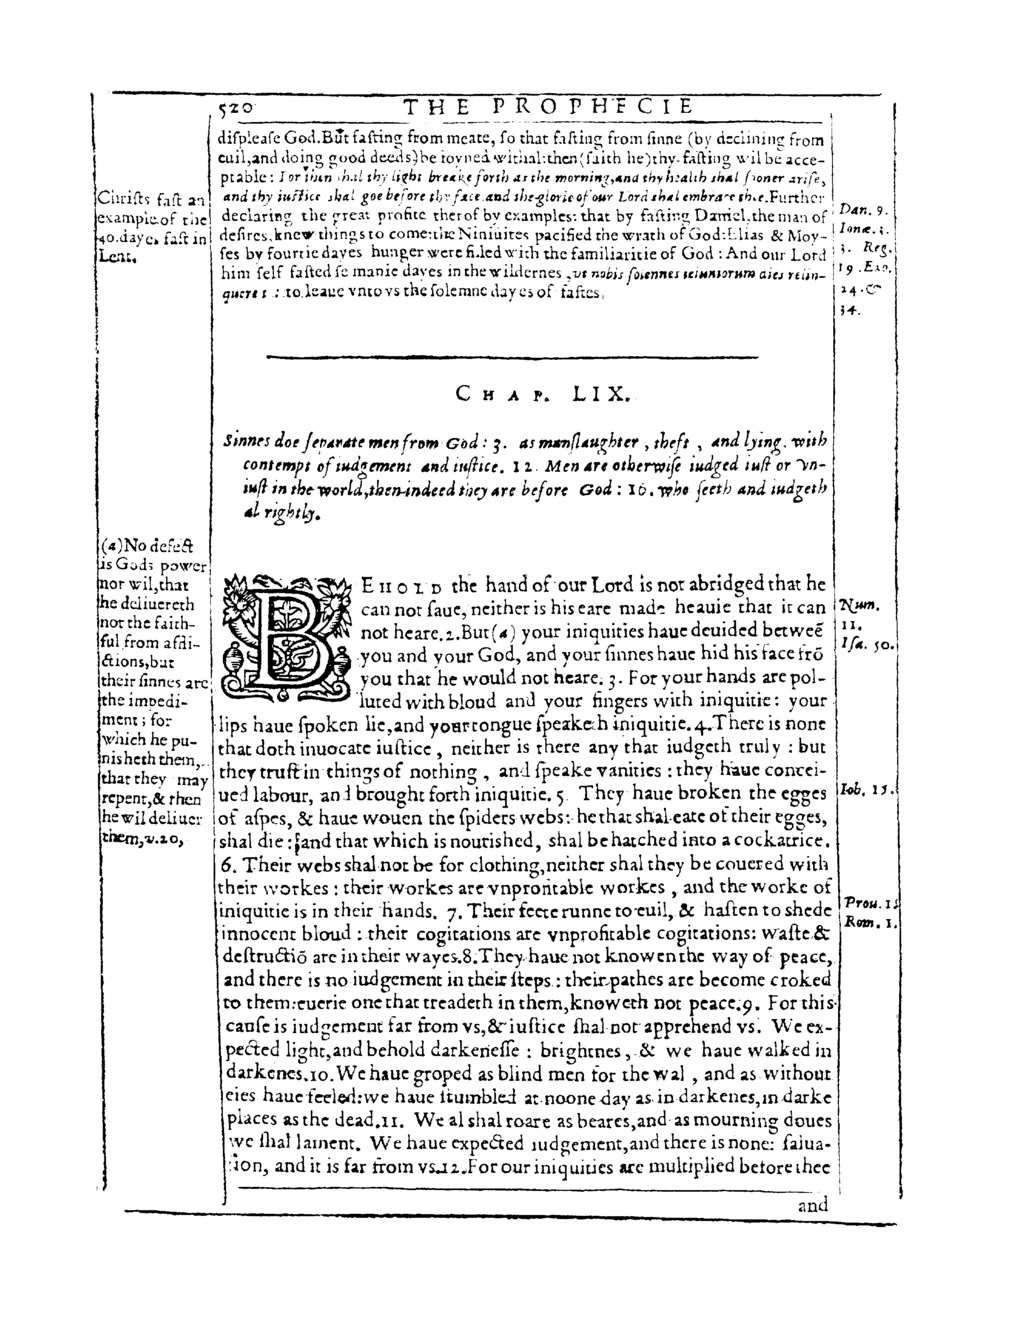 520 THE PROPHECIE
diſpleaſe God. But faſting from meate, ſo that faſting from ſinne (by declining from
euil, and doing good deeds) be ioyned withal: then (ſaith he) thy faſting wil be acce-
ptable: For then ſhal thy light breake forth as the morning, and thy health ſhal ſooner ariſe,
and thy iuſtice ſhal goe before thy face and the glorie of our Lord ſhal embrace thee. Further
declaring the great profite therof by examples: that by faſting Daniel, the man of
deſires, knew things to come: the Niniuites pacified the wrath of God: Elias & Moy-
ſes by fourtie dayes hunger were filled with the familiaritie of God: And our Lord
him ſelf faſted ſe manie dayes in the wildernes, vt nobis ſolennes ieiuniorum dies relin-
queret: to leaue vnto vs the ſolemne dayes of faſtes.
Chriſts faſt an
example of the
40. dayes faſt in
Lent.
Dan. 9.
Ionæ. 3.
3. Reg.
19. Exo.
24. &
34.
CHAP. LIX.
Sinnes doe ſeparate men from God: 3. as manſlaughter, theft, and lying, with
contempt of iudgement and iuſtice. 12. Men are otherwiſe iudged iuſt or vn-
iuſt in the world, then indeed they are before God: 16. who ſeeth and iudgeth
al rightly.
(a) No defect
is Gods power
nor wil, that
he deliuereth
not the faith-
ful from affli-
ctions, but
their ſinnes are
the impedi-
ment; for
which he pu-
nisheth them,
that they may
repent, & then
he wil deliuer
them, v. 20,
BEHOLD the hand of our Lord is not abridged that he
can not ſaue, neither is his eare made heauie that it can
not heare. 2. But (a) your iniquities haue deuided betweē
you and your God, and your ſinnes haue hid his face frō
you that he would not heare. 3. For your hands are pol-
luted with bloud and your fingers with iniquitie: your
lips haue ſpoken lie, and your tongue ſpeaketh iniquitie. 4. There is none
that doth inuocate iuſtice, neither is there any that iudgeth truly: but
they truſt in things of nothing, and ſpeake vanities: they haue concei-
ued labour, and brought forth iniquitie. 5. They haue broken the egges
of aſpes, & haue wouen the ſpiders webs: he that shal eate of their egges,
shal die: and that which is nourished, shal be hatched into a cockatrice.
6. Their webs shal not be for clothing, neither shal they be couered with
their workes: their workes are vnprofitable workes, and the worke of
iniquitie is in their hands. 7. Their feete runne to euil, & haſten to shede
innocent bloud: their cogitations are vnprofitable cogitations: waſte &
deſtructiō are in their wayes. 8. They haue not knowen the way of peace,
and there is no iudgement in their ſteps: their pathes are become croked
to them: euerie one that treadeth in them, knoweth not peace. 9. For this
cauſe is iudgement far from vs, & iuſtice ſhal not apprehend vs. We ex-
pected light, and behold darkeneſſe: brightnes, & we haue walked in
darkenes. 10. We haue groped as blind men for the wal, and as without
eies haue feeled: we haue ſtumbled at noone day as in darkenes, in darke
places as the dead. 11. We al shal roare as beares, and as mourning doues
we ſhal lament. We haue expected iudgement, and there is none: ſalua-
tion, and it is far from vs. 12. For our iniquities are multiplied before thee
Num.
11.
Iſa. 50.
Iob. 15.
Prou. 1
Rom. 1.
and